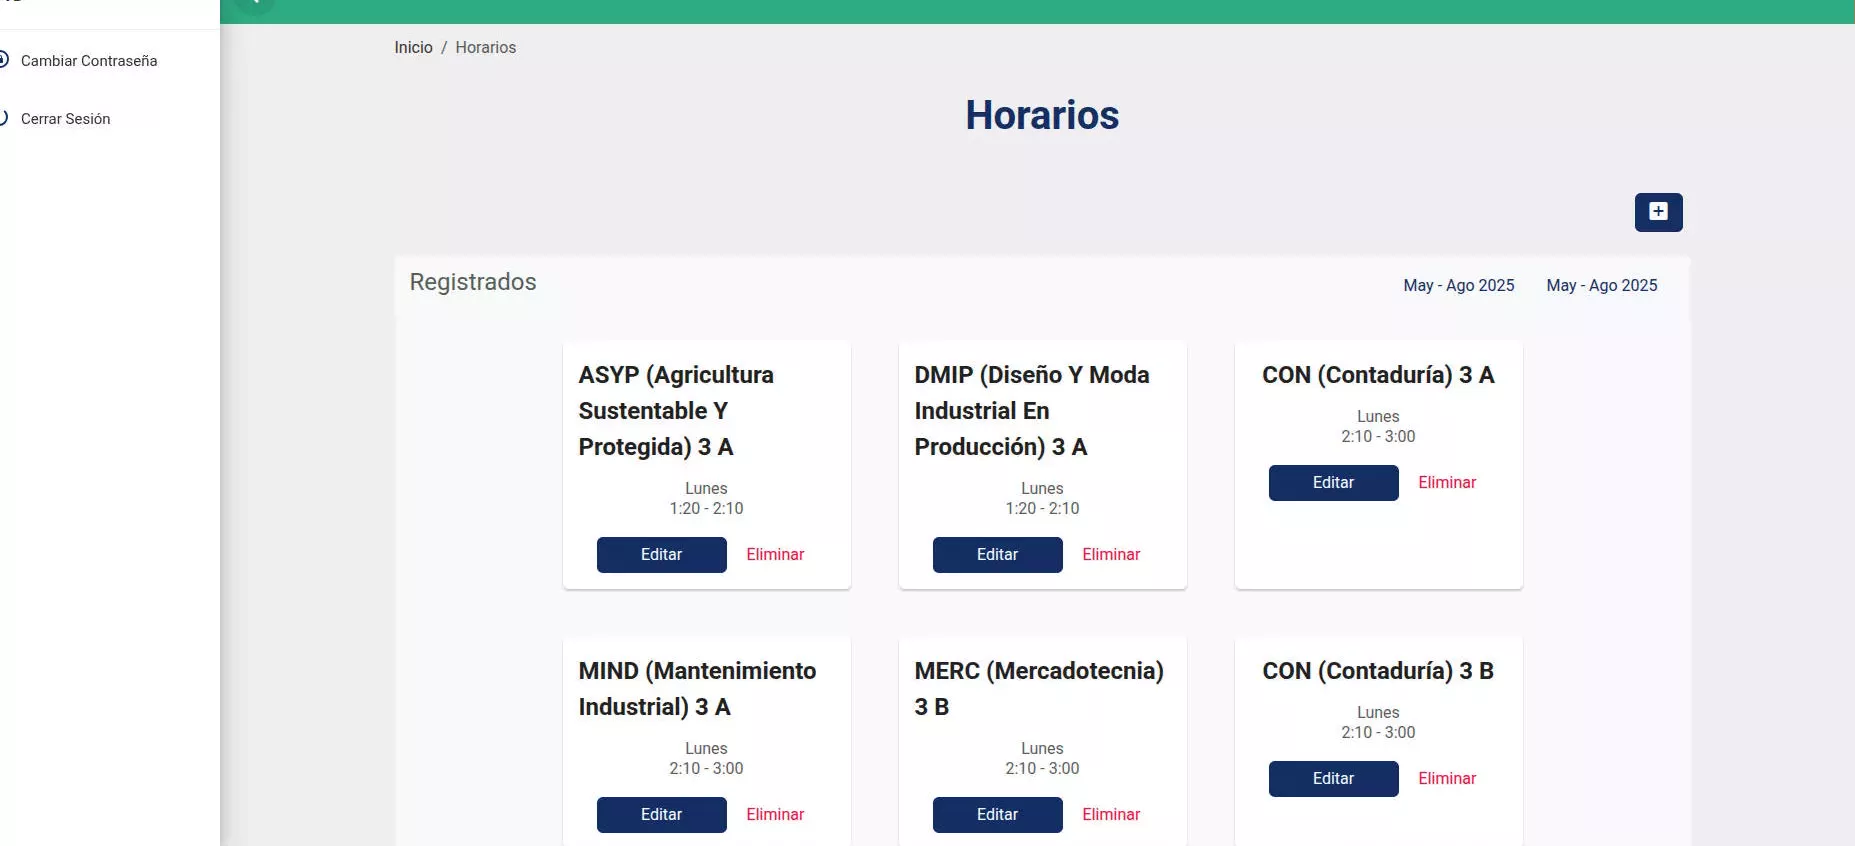 Cambiar Contraseña
Cerrar Sesión
Inicio / Horarios
Horarios
Registrados
May - Ago 2025
May - Ago 2025
ASYP (Agricultura
Sustentable Y
Protegida) 3 A
Lunes
1:20 - 2:10
Editar
Eliminar
DMIP (Diseño Y Moda
Industrial En
Producción) 3 A
Lunes
1:20 - 2:10
Editar
Eliminar
CON (Contaduría) 3 A
Lunes
2:10 - 3:00
Editar
Eliminar
MIND (Mantenimiento
Industrial) 3 A
Lunes
2:10 - 3:00
Editar
Eliminar
MERC (Mercadotecnia)
3 B
Lunes
2:10 - 3:00
Editar
Eliminar
CON (Contaduría) 3 B
Lunes
2:10 - 3:00
Editar
Eliminar